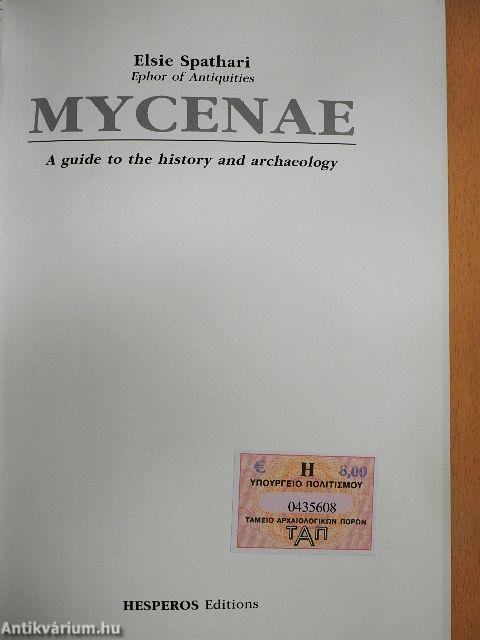 Elsie Spathari
Ephor of Antiquities
MYCENAE
A guide to the history and archaeology
€ Η 8,00
ΥΠΟΥΡΓΕΙΟ ΠΟΛΙΤΙΣΜΟΥ
0435608
ΤΑΜΕΙΟ ΑΡΧΑΙΟΛΟΓΙΚΩΝ ΠΟΡΩΝ
ΤΑΠ
HESPEROS Editions
Antikvárium.hu